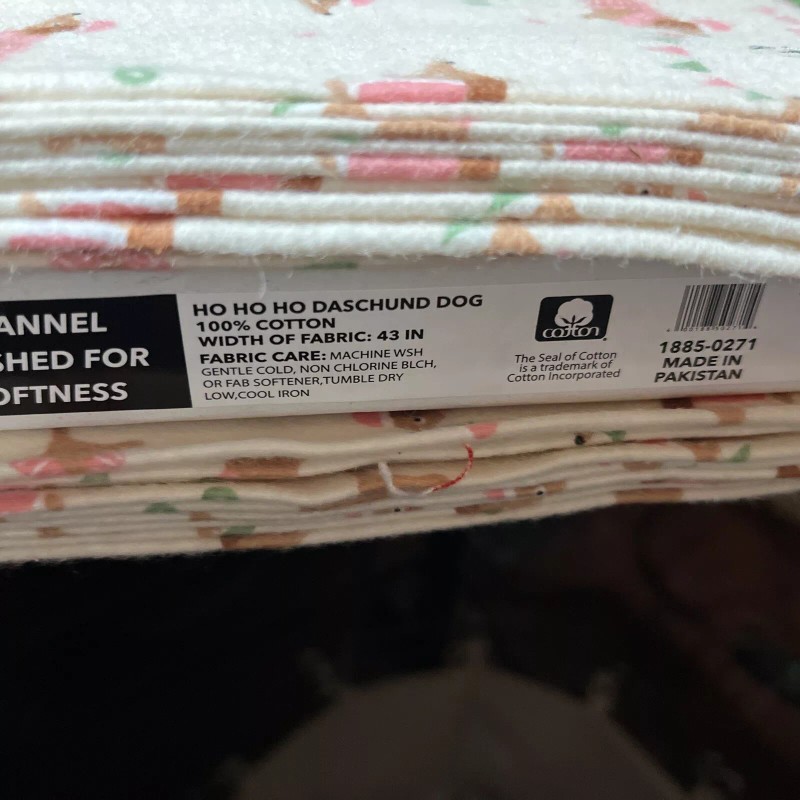 ANNEL
SHED FOR
OFTNESS
HO HO HO DASCHUND DOG
100% COTTON
WIDTH OF FABRIC: 43 IN
FABRIC CARE: MACHINE WSH
GENTLE COLD, NON CHLORINE BLCH,
OR FAB SOFTENER,TUMBLE DRY
LOW,COOL IRON
cotton
The Seal of Cotton
is a trademark of
Cotton Incorporated
1885-0271
MADE IN
PAKISTAN